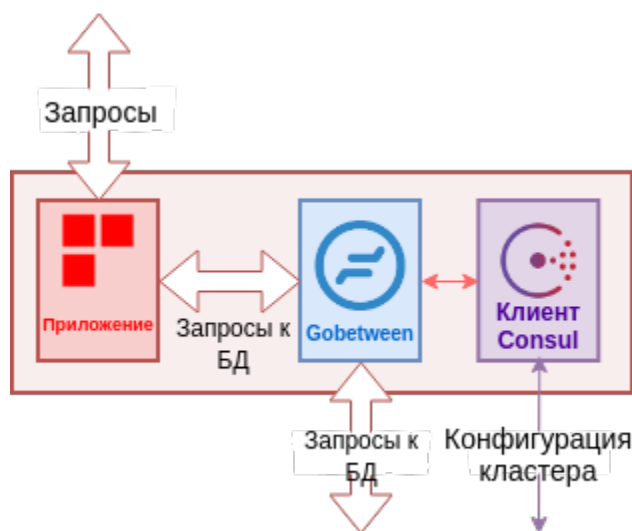 Запросы
Приложение
Запросы к
БД
Gobetween
Клиент
Consul
Запросы к
БД
Конфигурация
кластера